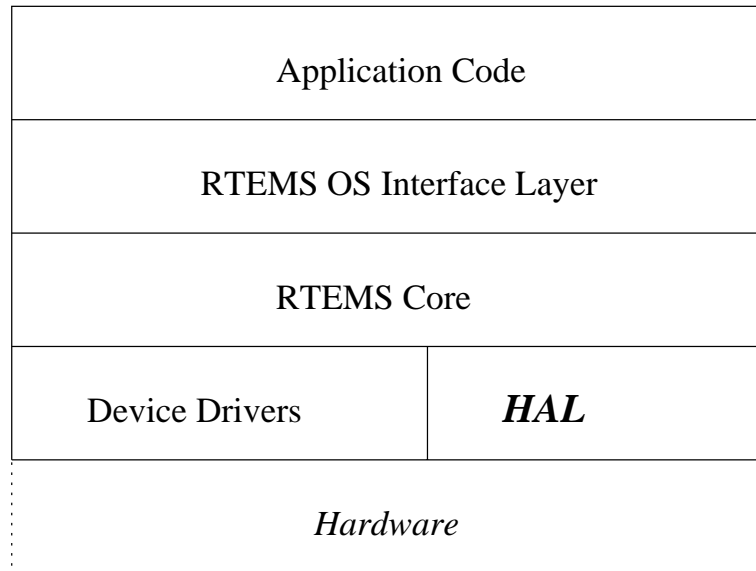 Application Code
RTEMS OS Interface Layer
RTEMS Core
Device Drivers HAL
Hardware